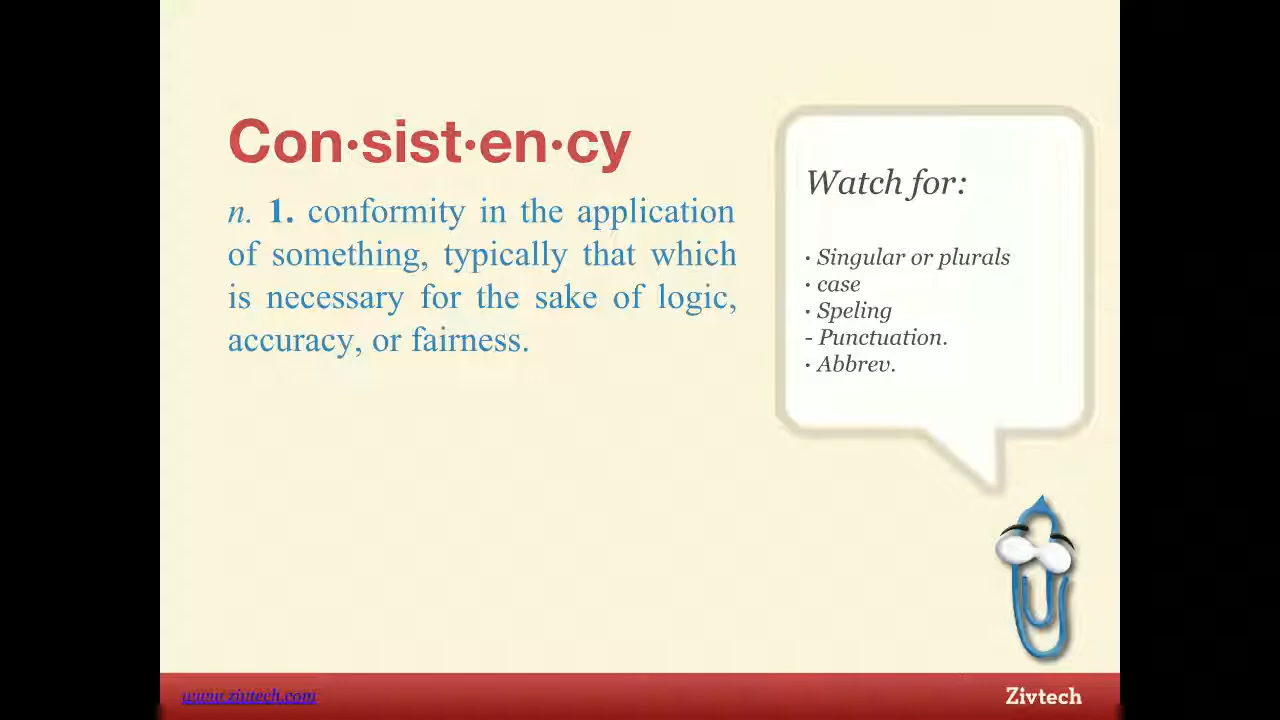 Con·sist·en·cy
n. 1. conformity in the application
of something, typically that which
is necessary for the sake of logic,
accuracy, or fairness.
Watch for:
· Singular or plurals
· case
· Speling
- Punctuation.
· Abbrev.
www.zivtech.com
Zivtech